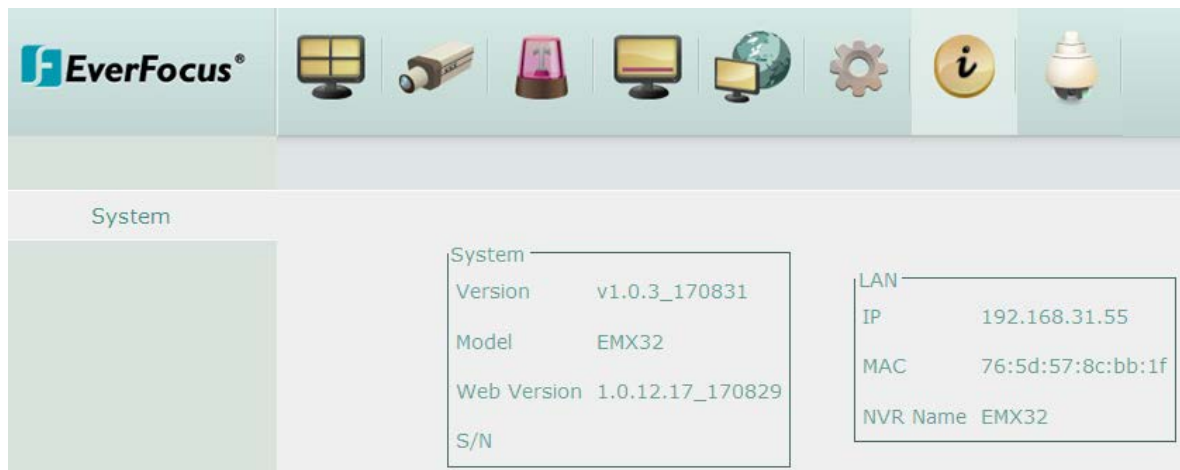 EverFocus®
System
System
Version v1.0.3_170831
Model EMX32
Web Version 1.0.12.17_170829
S/N
LAN
IP 192.168.31.55
MAC 76:5d:57:8c:bb:1f
NVR Name EMX32